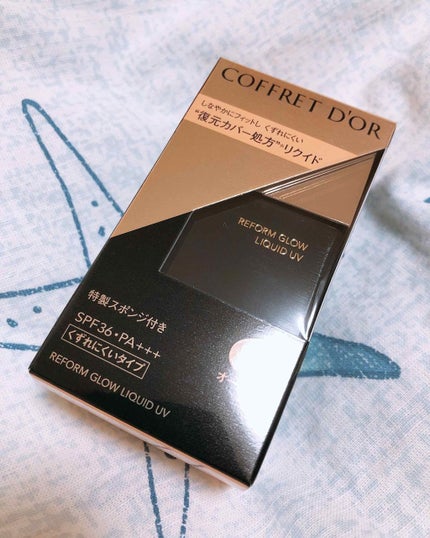 COFFRET D'OR
しなやかにフィットし くずれにくい
“復元カバー処方”*リクイド
REFORM GLOW
LIQUID UV
特製スポンジ付き
SPF36・PA+++
くずれにくいタイプ
REFORM GLOW LIQUID UV